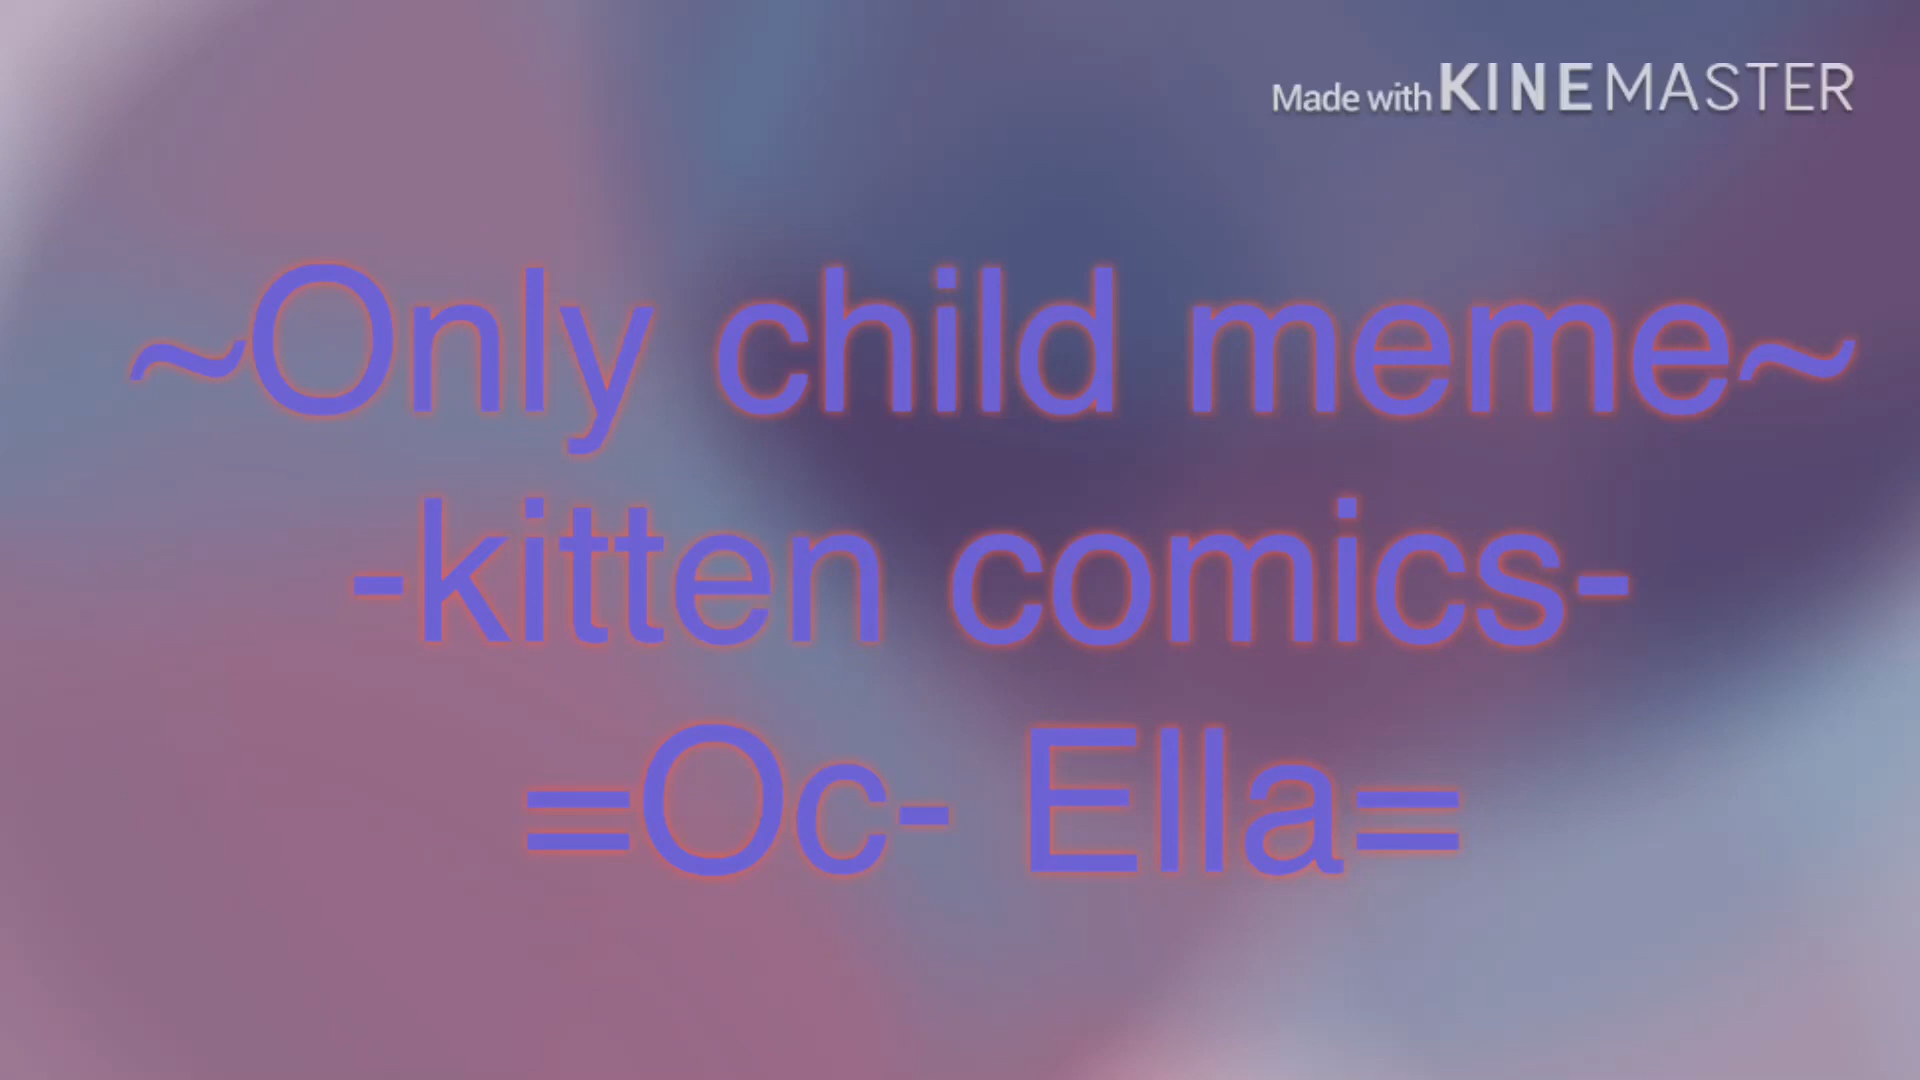 Made with KINEMASTER
~Only child meme~
-kitten comics-
=Oc- Ella=